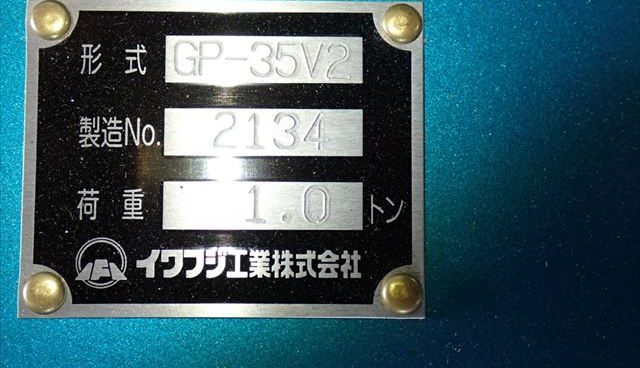 形式 GP-35V2
製造No. 2134
荷重 1.0 トン
イワフジ工業株式会社